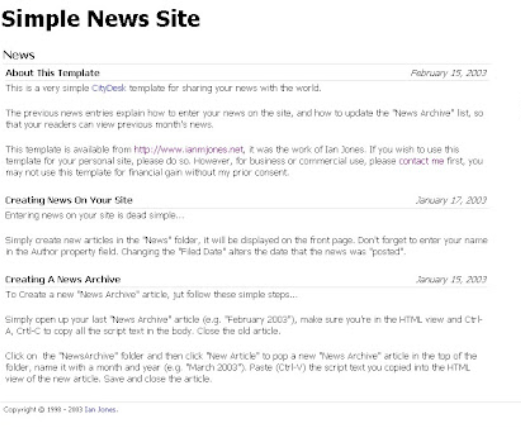 Simple News Site
News
About This Template February 15, 2003
This is a very simple CityDesk template for sharing your news with the world.
The previous news entries explain how to enter your news on the site, and how to update the "News Archive" list, so
that your readers can view previous month's news.
This template is available from http://www.ianmjones.net, it was the work of Ian Jones. If you wish to use this
template for your personal site, please do so. However, for business or commercial use, please contact me first, you
may not use this template for financial gain without my prior consent.
Creating News On Your Site January 17, 2003
Entering news on your site is dead simple...
Simply create new articles in the "News" folder, it will be displayed on the front page. Don't forget to enter your name
in the Author property field. Changing the "Filed Date" alters the date that the news was "posted".
Creating A News Archive January 15, 2003
To Create a new "News Archive" article, jut follow these simple steps...
Simply open up your last "News Archive" article (e.g. "February 2003"), make sure you're in the HTML view and Ctrl-
A, Crtl-C to copy all the script text in the body. Close the old article.
Click on the "NewsArchive" folder and then click "New Article" to pop a new "News Archive" article in the top of the
folder, name it with a month and year (e.g. "March 2003"). Paste (Ctrl-V) the script text you copied into the HTML
view of the new article. Save and close the article.
Copyright © 1998 - 2003 Ian Jones.